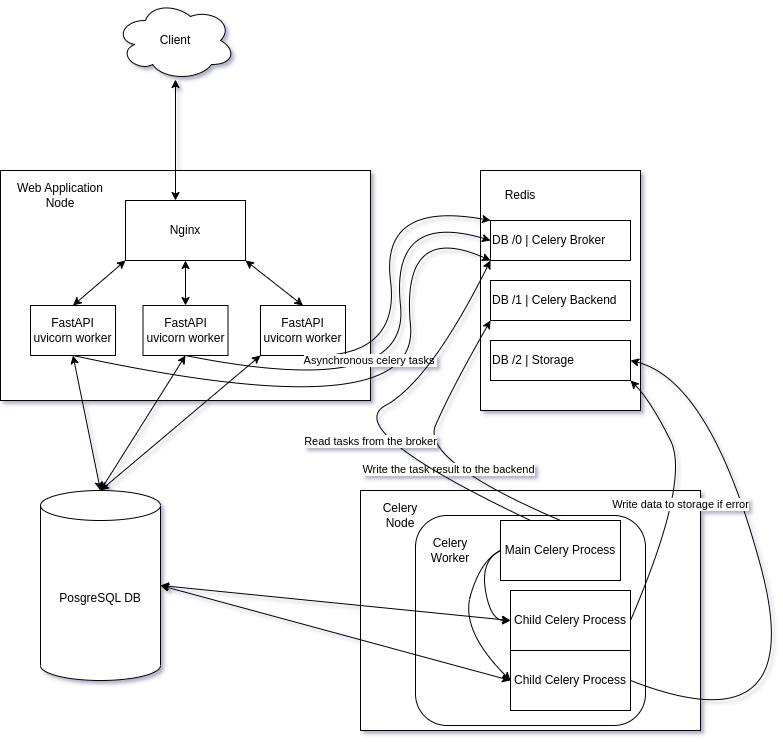 Client
Web Application
Node
Nginx
FastAPI
uvicorn worker
FastAPI
uvicorn worker
FastAPI
uvicorn worker
Redis
DB /0 | Celery Broker
DB /1 | Celery Backend
DB /2 | Storage
Asynchronous celery tasks
Read tasks from the broker
Write the task result to the backend
Write data to storage if error
PosgreSQL DB
Celery
Node
Celery
Worker
Main Celery Process
Child Celery Process
Child Celery Process